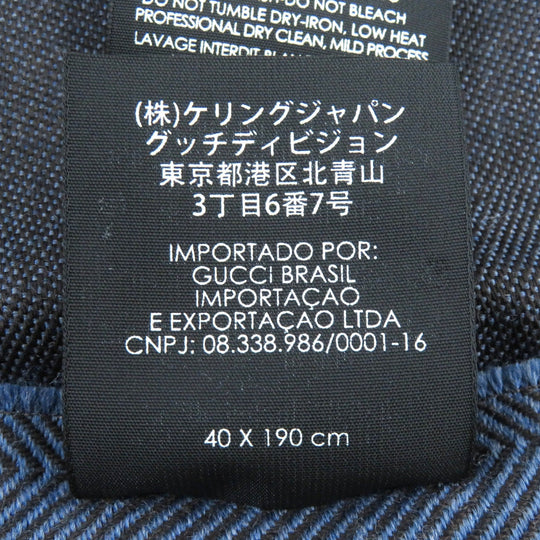 DO NOT BLEACH
DO NOT TUMBLE DRY-IRON, LOW HEAT
PROFESSIONAL DRY CLEAN, MILD PROCESS
LAVAGE INTERDIT
(株)ケリングジャパン
グッチディビジョン
東京都港区北青山
3丁目6番7号
IMPORTADO POR:
GUCCI BRASIL
IMPORTAÇAO
E EXPORTAÇAO LTDA
CNPJ: 08.338.986/0001-16
40 X 190 cm